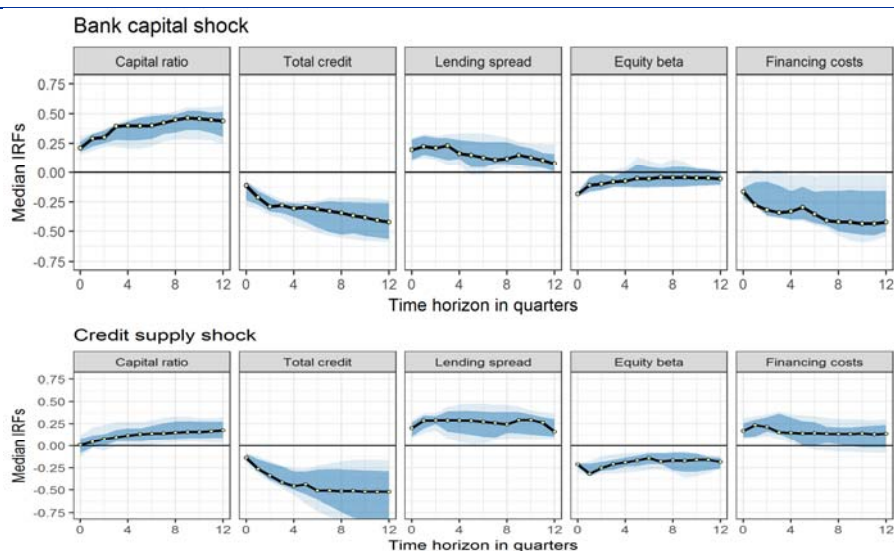 Bank capital shock
Capital ratio Total credit Lending spread Equity beta Financing costs
Median IRFs
0.75
0.50
0.25
0.00
-0.25
-0.50
-0.75
0 4 8 12 0 4 8 12 0 4 8 12 0 4 8 12 0 4 8 12
Time horizon in quarters
Credit supply shock
Capital ratio Total credit Lending spread Equity beta Financing costs
Median IRFs
0.75
0.50
0.25
0.00
-0.25
-0.50
-0.75
0 4 8 12 0 4 8 12 0 4 8 12 0 4 8 12 0 4 8 12
Time horizon in quarters